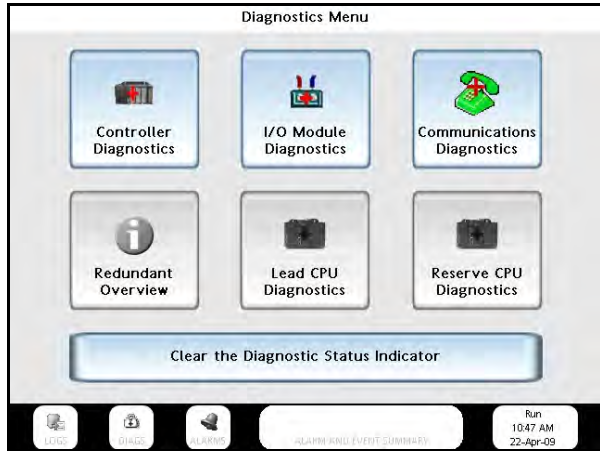 Diagnostics Menu
Controller
Diagnostics
I/O Module
Diagnostics
Communications
Diagnostics
Redundant
Overview
Lead CPU
Diagnostics
Reserve CPU
Diagnostics
Clear the Diagnostic Status Indicator
LOGS
DIAGS
ALARMS
ALARM AND EVENT SUMMARY
Run
10:47 AM
22-Apr-09